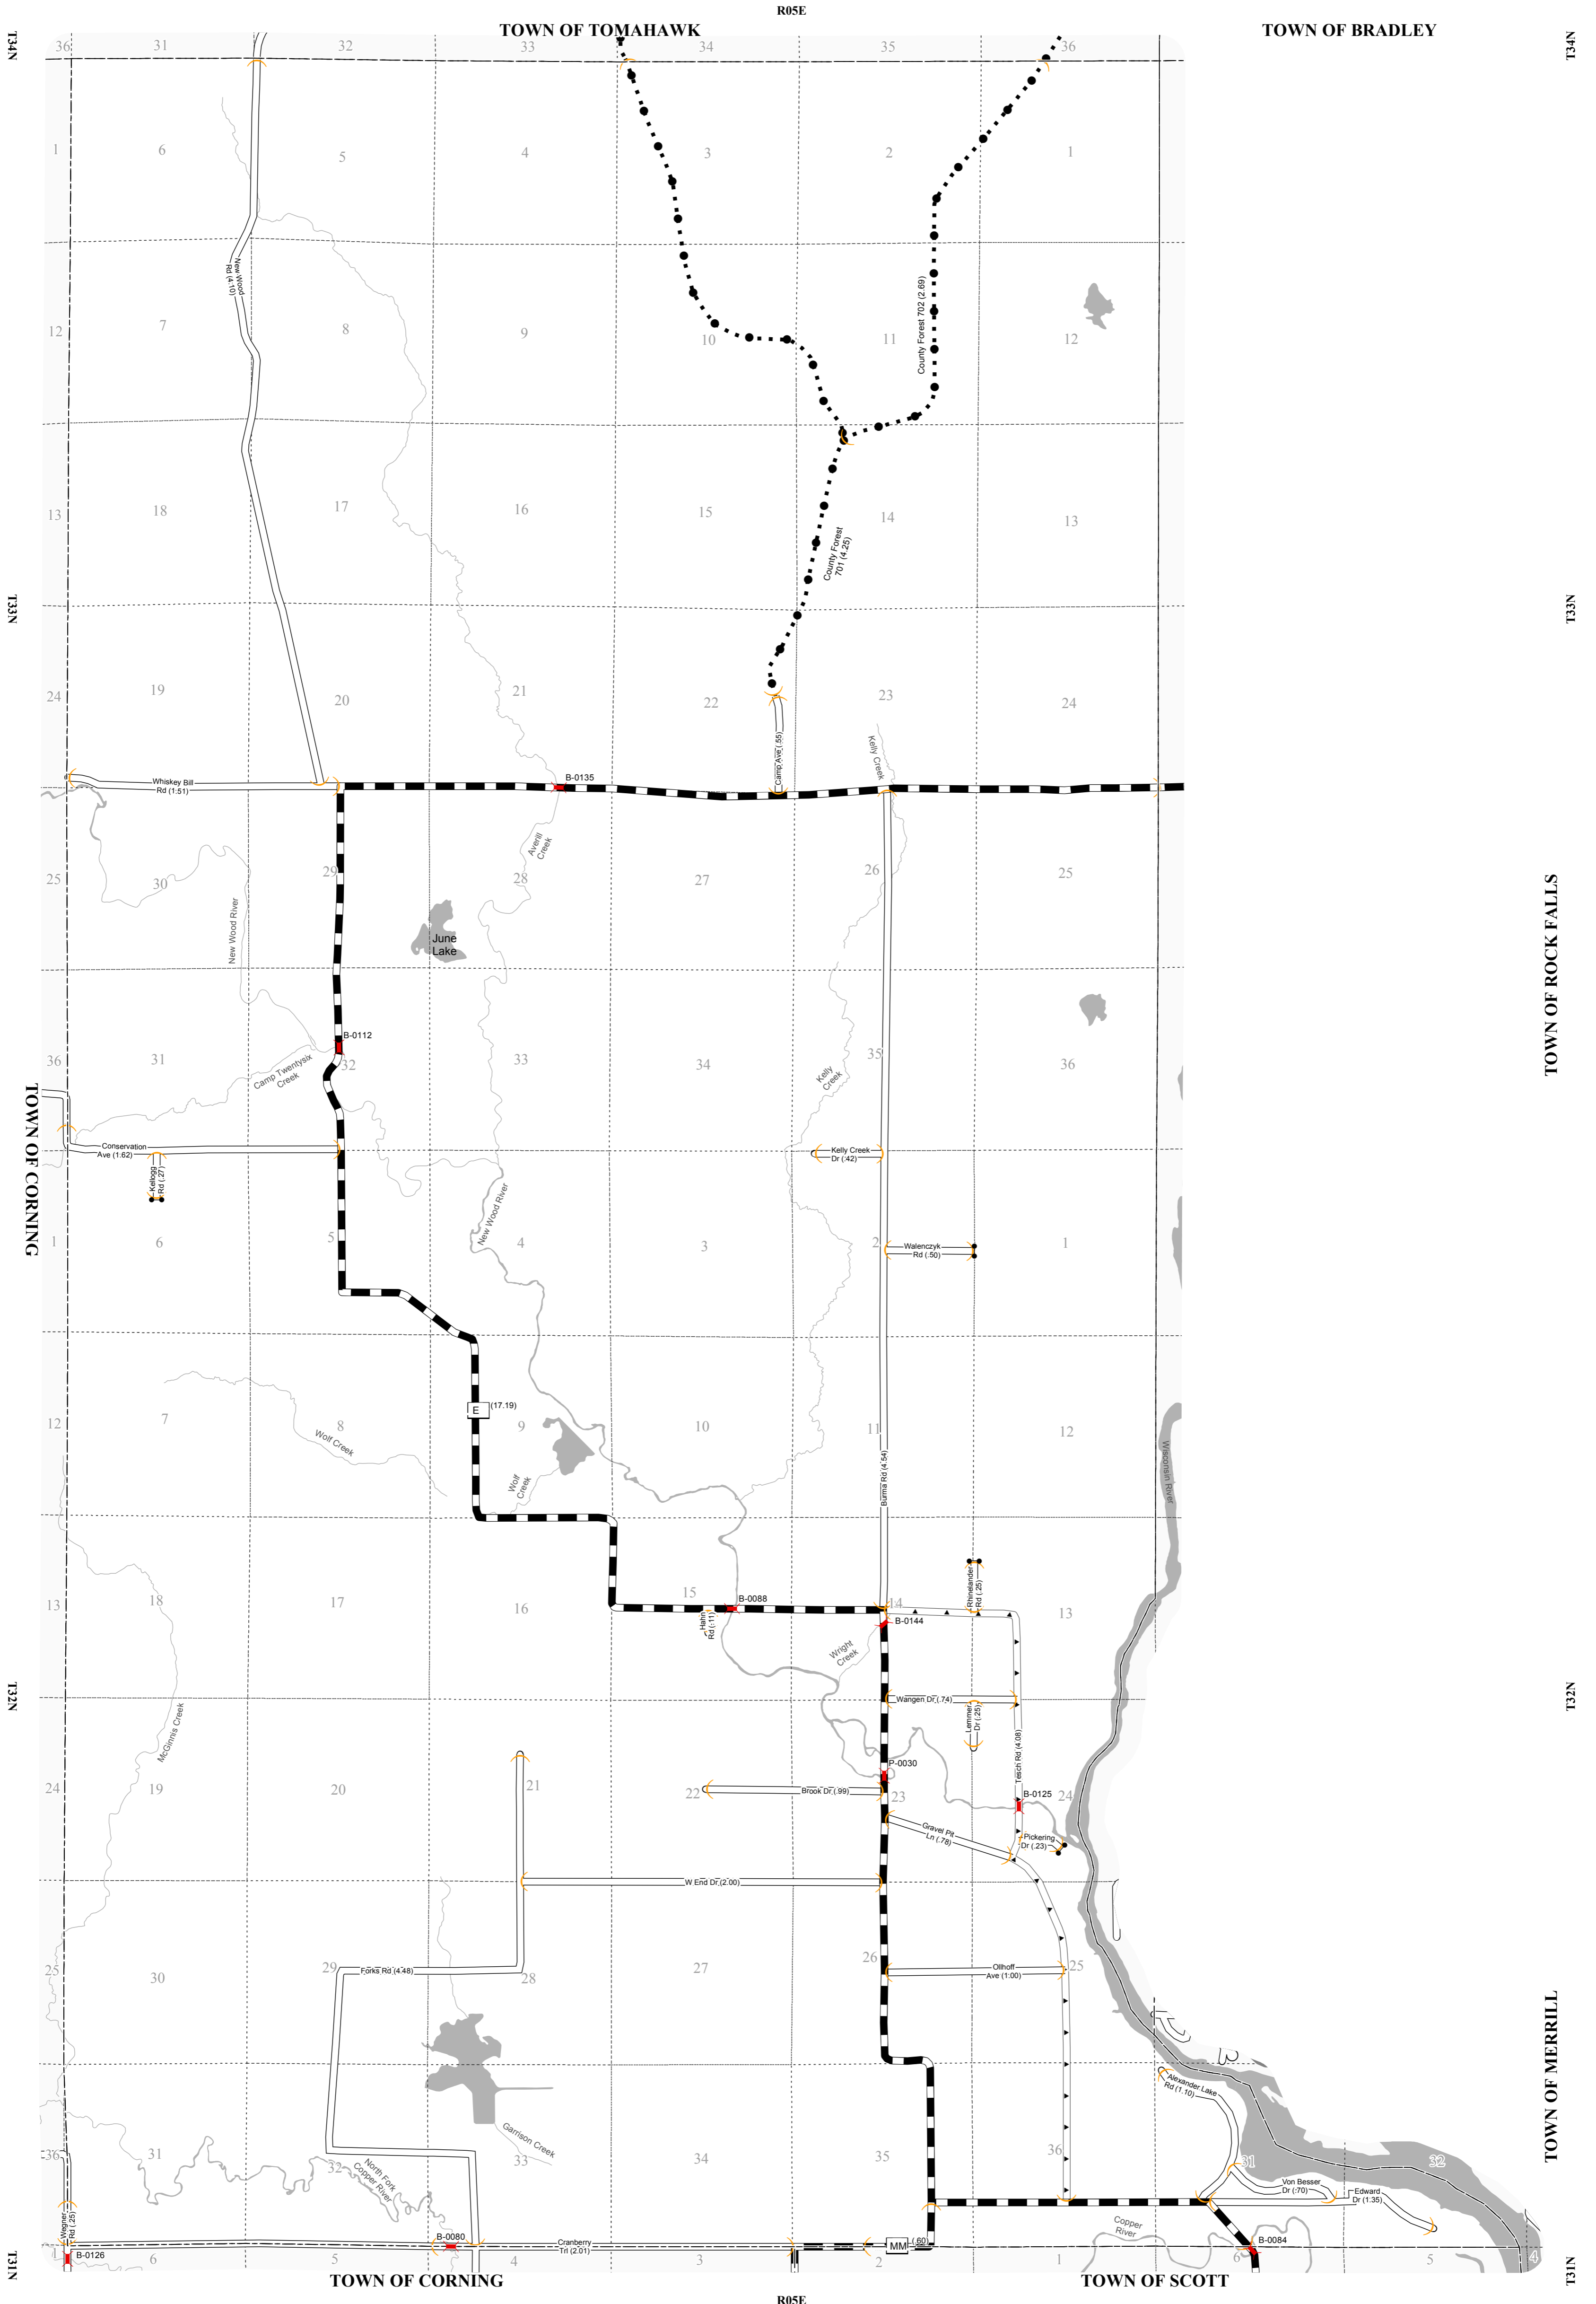 R05E
TOWN OF TOMAHAWK
TOWN OF BRADLEY
T34N
T34N
36
31
32
33
34
35
36
1
6
5
4
3
2
1
New Wood
Rd (4.10)
County Forest 702 (2.69)
12
7
8
9
10
11
12
13
18
17
16
15
14
13
County Forest
701 (4.25)
T33N
T33N
24
19
20
21
22
23
24
Camp Ave (.55)
Kelly Creek
Whiskey Bill
Rd (1.51)
B-0135
Averill
Creek
25
30
29
28
27
26
25
New Wood River
June
Lake
TOWN OF ROCK FALLS
B-0112
36
31
32
33
34
35
36
Camp Twentysix
Creek
Kelly
Creek
TOWN OF CORNING
Conservation
Ave (1.62)
Kellogg
Rd (.27)
Kelly Creek
Dr (.42)
New Wood River
1
6
5
4
3
2
1
Walenczyk
Rd (.50)
E
(17.19)
12
7
8
9
10
11
12
Wolf Creek
Wolf
Creek
Burma Rd (4.54)
Wisconsin River
Rhinelander
Rd (.25)
13
18
17
16
15
14
13
B-0088
Hahn
Rd (.11)
B-0144
Wright
Creek
T32N
T32N
Wangen Dr (.74)
Lemmer
Dr (.25)
McGinnis Creek
Tesch Rd (4.08)
P-0030
24
19
20
21
22
23
24
Brook Dr (.99)
B-0125
Gravel Pit
Ln (.78)
Pickering
Dr (.23)
W End Dr (2.00)
25
30
29
28
27
26
25
Forks Rd (4.48)
Ollhoff
Ave (1.00)
TOWN OF MERRILL
Alexander Lake
Rd (1.10)
Garrison Creek
36
31
32
33
34
35
36
31
32
North Fork
Copper River
Von Besser
Dr (.70)
Edward
Dr (1.35)
Wegner
Rd (.25)
Copper
River
B-0080
Cranberry
Trl (2.01)
MM
(.60)
B-0084
B-0126
1
6
5
4
3
2
1
6
5
4
T31N
T31N
TOWN OF CORNING
TOWN OF SCOTT
R05E